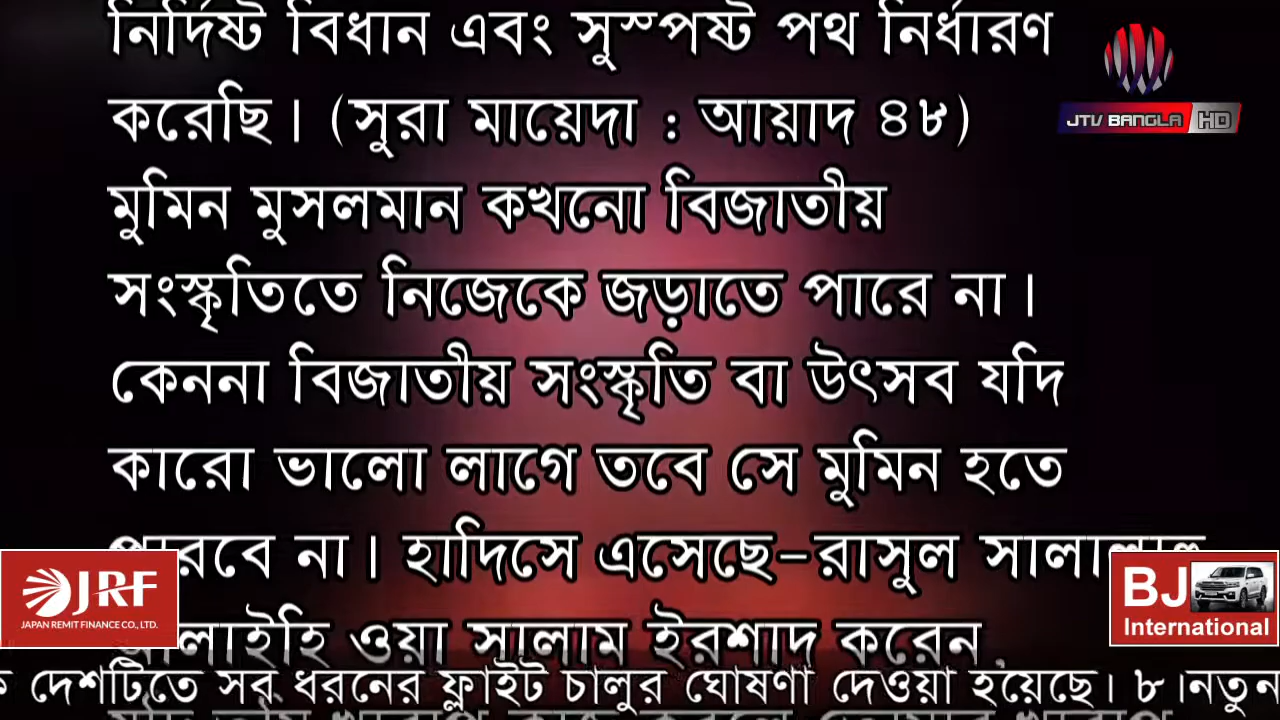 নির্দিষ্ট বিধান এবং সুস্পষ্ট পথ নির্ধারণ
করেছি। (সুরা মায়েদা : আয়াদ ৪৮)
JTV BANGLA HD
মুমিন মুসলমান কখনো বিজাতীয়
সংস্কৃতিতে নিজেকে জড়াতে পারে না।
কেননা বিজাতীয় সংস্কৃতি বা উৎসব যদি
কারো ভালো লাগে তবে সে মুমিন হতে
পারবে না। হাদিসে এসেছে-রাসুল সালালাল
JRF
JAPAN REMIT FINANCE CO., LTD.
BJ
International
আলাইহি ওয়া সালাম ইরশাদ করেন,
দেশটিতে সব ধরনের ফ্লাইট চালুর ঘোষণা দেওয়া হয়েছে। ৮।নতুন